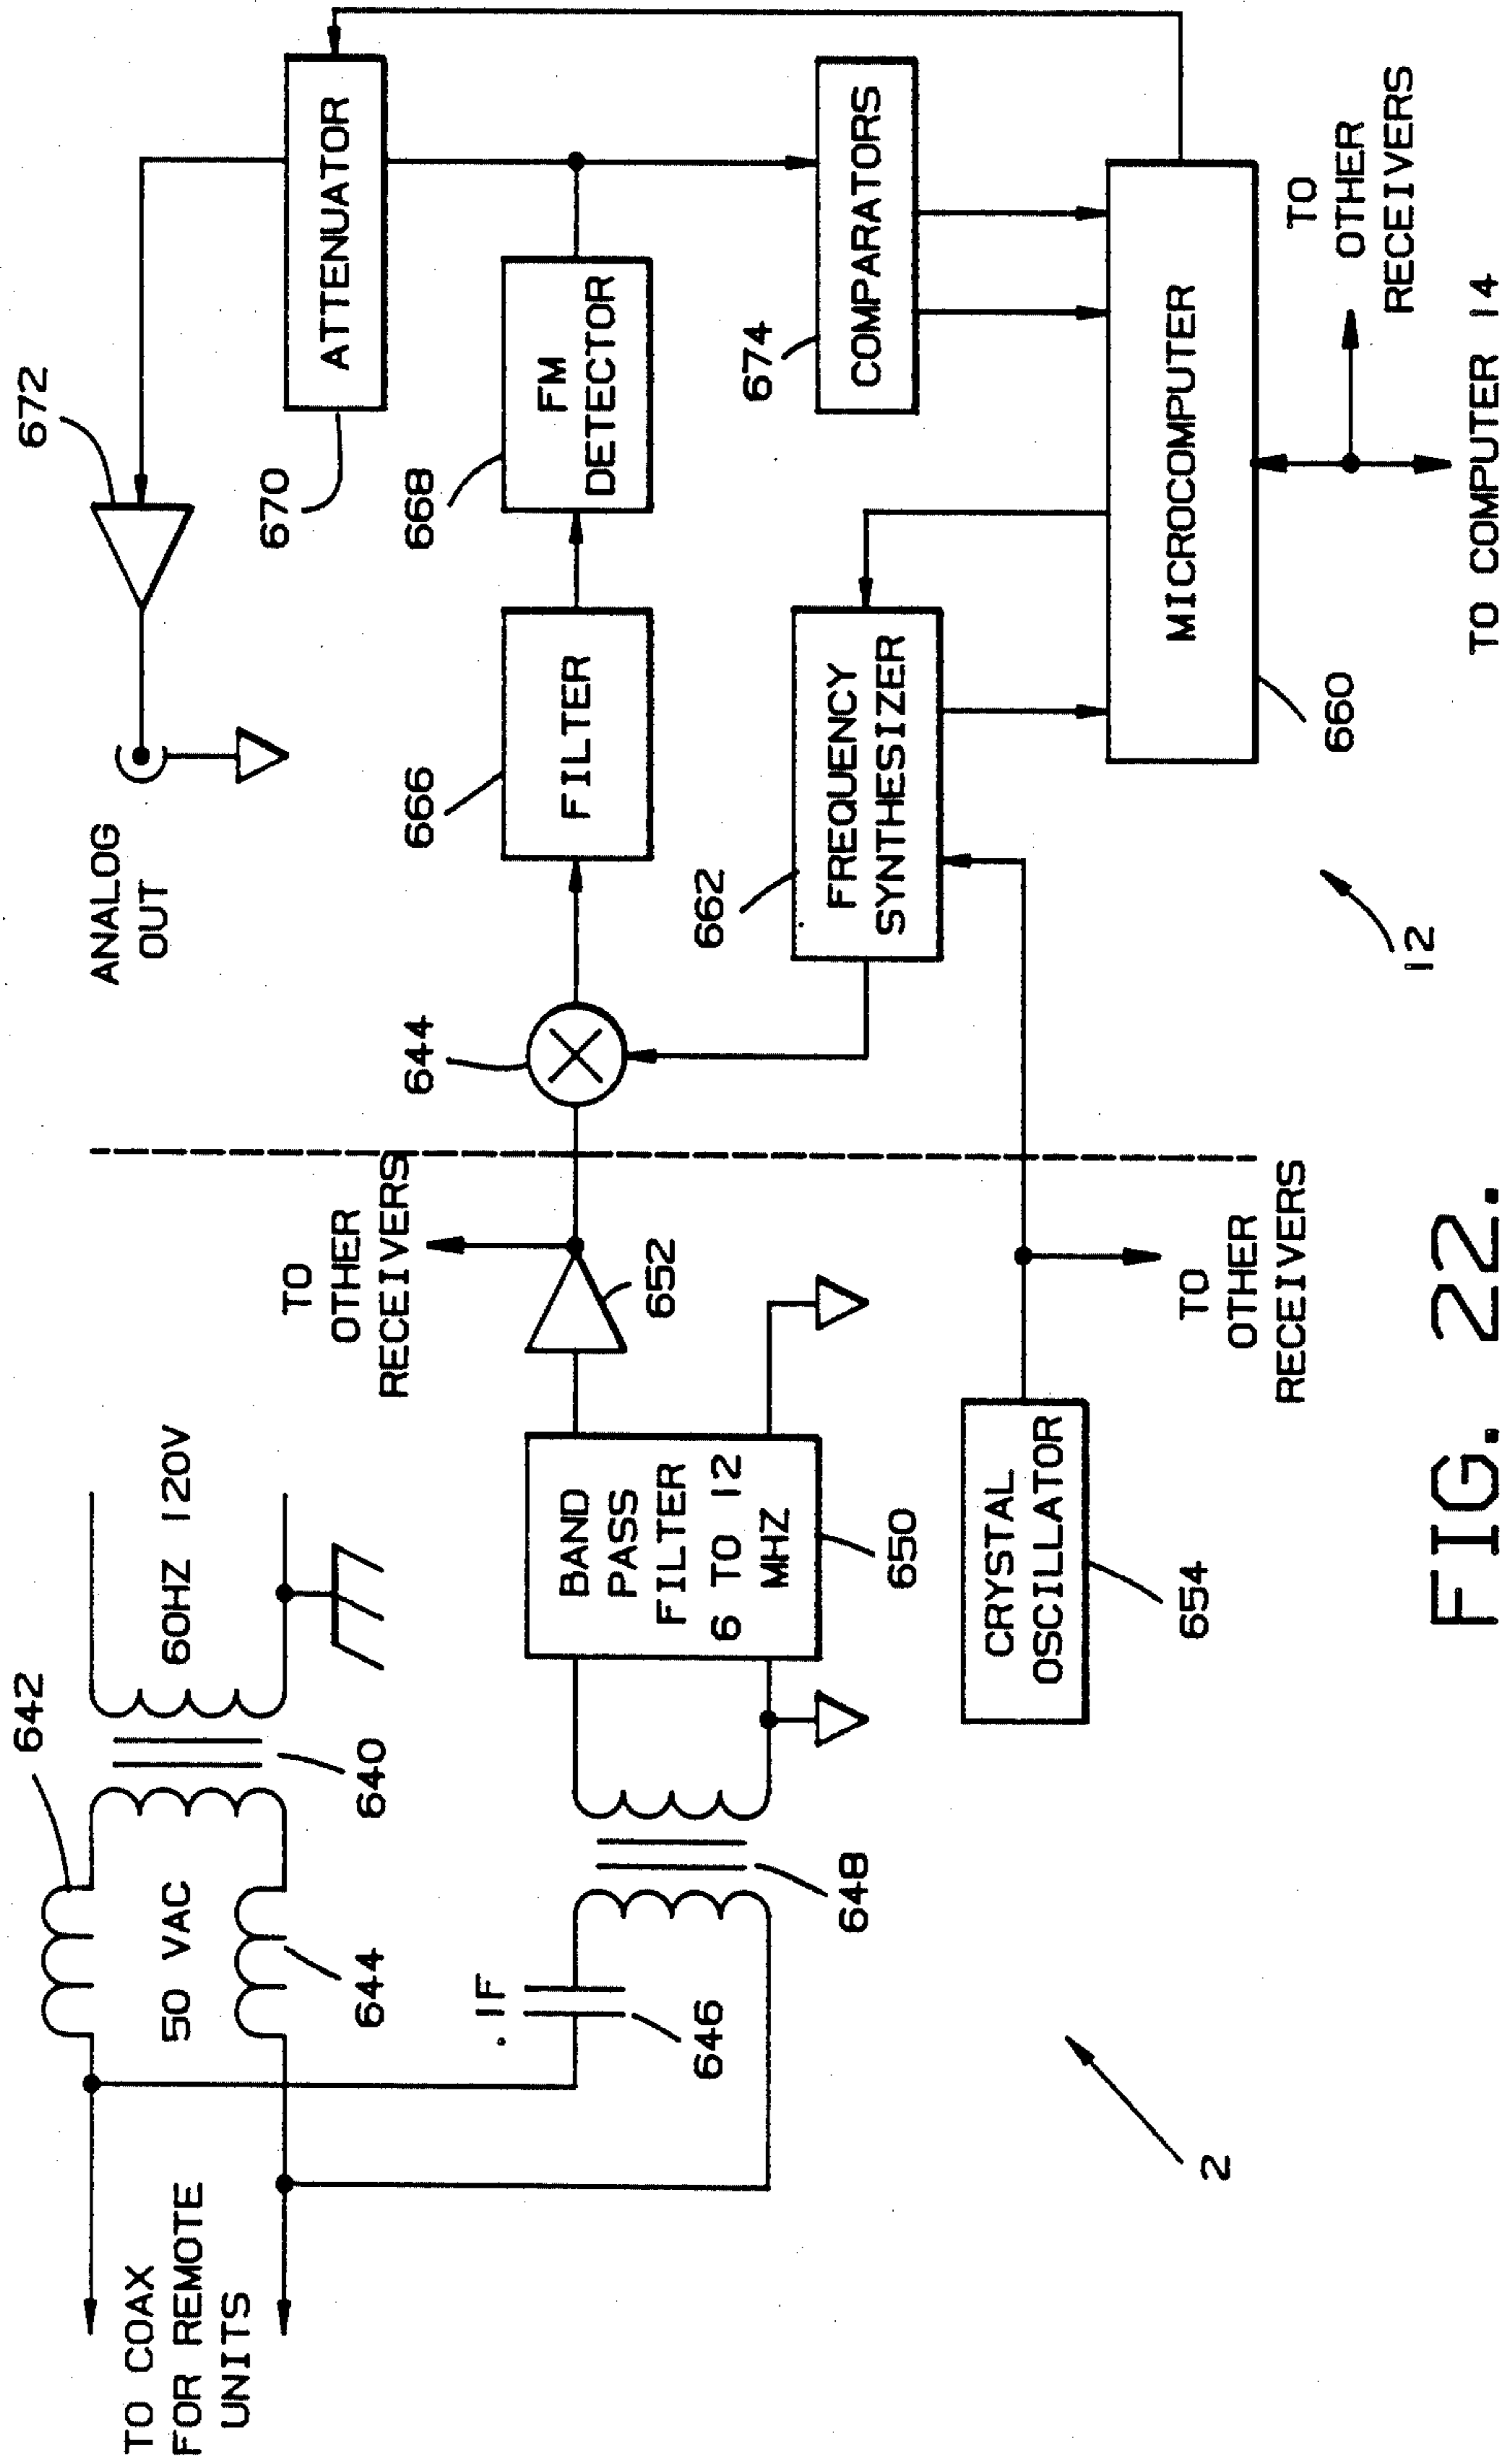 672
ANALOG
OUT
ATTENUATOR
670
642
60HZ 120V
640
50 VAC
644
TO COAX
FOR REMOTE
UNITS
TO
OTHER
RECEIVERS
644
666
FILTER
668
FM
DETECTOR
.1F
646
648
BAND
PASS
FILTER
6 TO 12
MHZ
650
652
662
FREQUENCY
SYNTHESIZER
674
COMPARATORS
CRYSTAL
OSCILLATOR
654
TO
OTHER
RECEIVERS
MICROCOMPUTER
660
TO
OTHER
RECEIVERS
2
12
TO COMPUTER 14
FIG. 22.